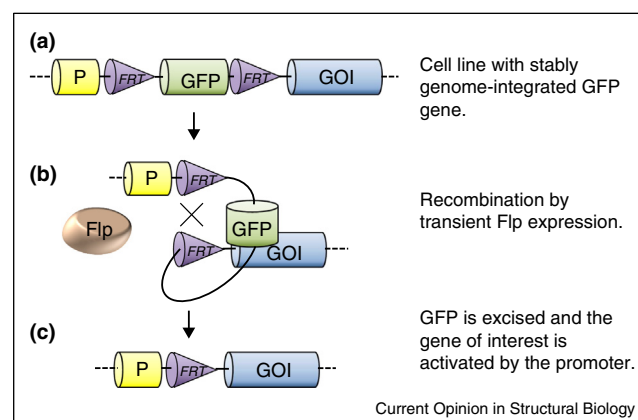 (a)
P FRT GFP FRT GOI
Cell line with stably
genome-integrated GFP
gene.
(b)
P FRT
Flp
GFP
FRT GOI
Recombination by
transient Flp expression.
(c)
P FRT GOI
GFP is excised and the
gene of interest is
activated by the promoter.
Current Opinion in Structural Biology